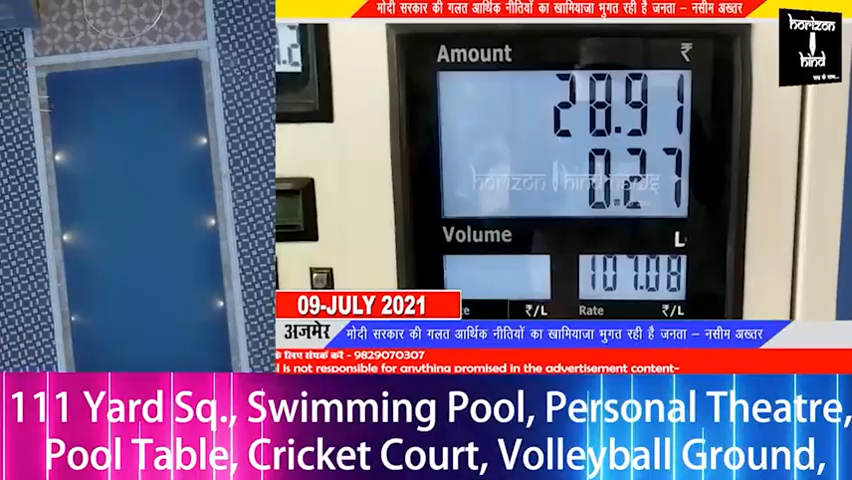 मोदी सरकार की गलत आर्थिक नीतियों का खामियाजा भुगत रही है जनता – नसीम अख्तर
horizon
hind
Amount ₹
28.91
0.27
horizon hind words
Volume L
107.08
₹/L Rate ₹/L
09-JULY 2021
अजमेर मोदी सरकार की गलत आर्थिक नीतियों का खामियाजा भुगत रही है जनता – नसीम अख्तर
के लिए संपर्क करें - 9829070307
is not responsible for anything promised in the advertisement content-
111 Yard Sq., Swimming Pool, Personal Theatre,
Pool Table, Cricket Court, Volleyball Ground,